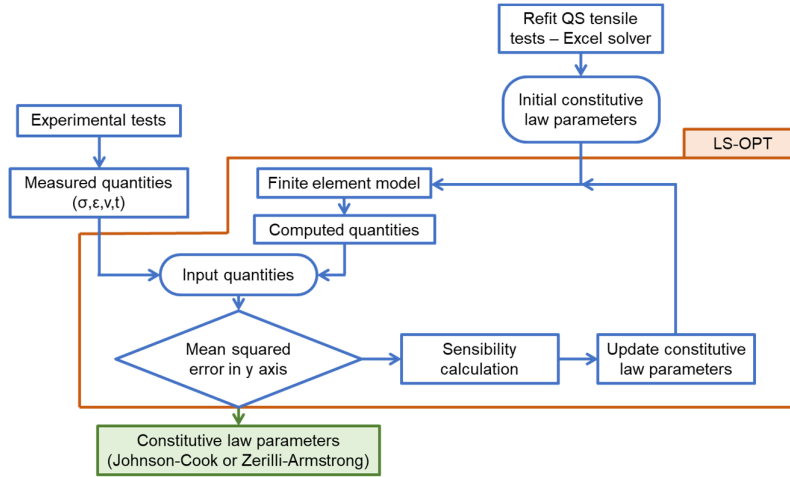 Refit QS tensile
tests – Excel solver
Initial constitutive
law parameters
Experimental tests
LS-OPT
Measured quantities
(σ,ε,v,t)
Finite element model
Computed quantities
Input quantities
Mean squared
error in y axis
Sensibility
calculation
Update constitutive
law parameters
Constitutive law parameters
(Johnson-Cook or Zerilli-Armstrong)